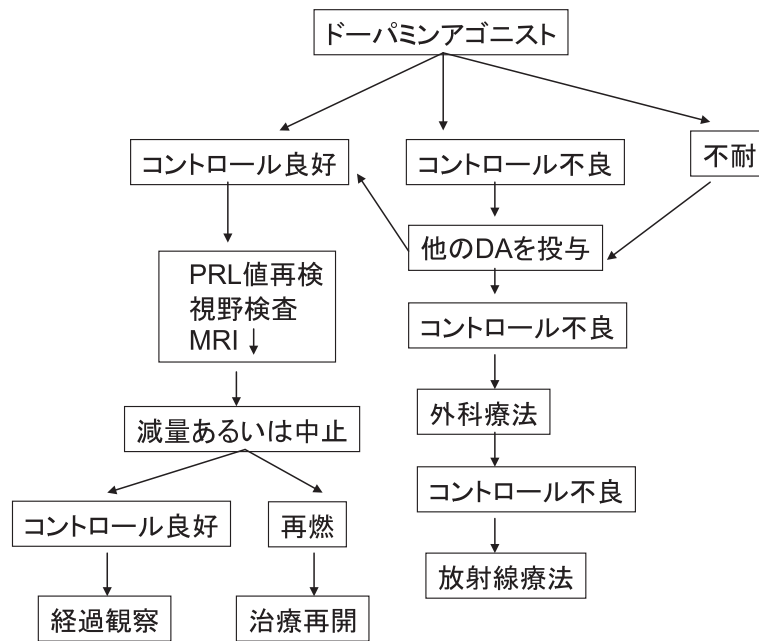 ドーパミンアゴニスト
コントロール良好
コントロール不良
不耐
他のDAを投与
PRL値再検
視野検査
MRI
コントロール不良
外科療法
減量あるいは中止
コントロール不良
コントロール良好
再燃
放射線療法
経過観察
治療再開